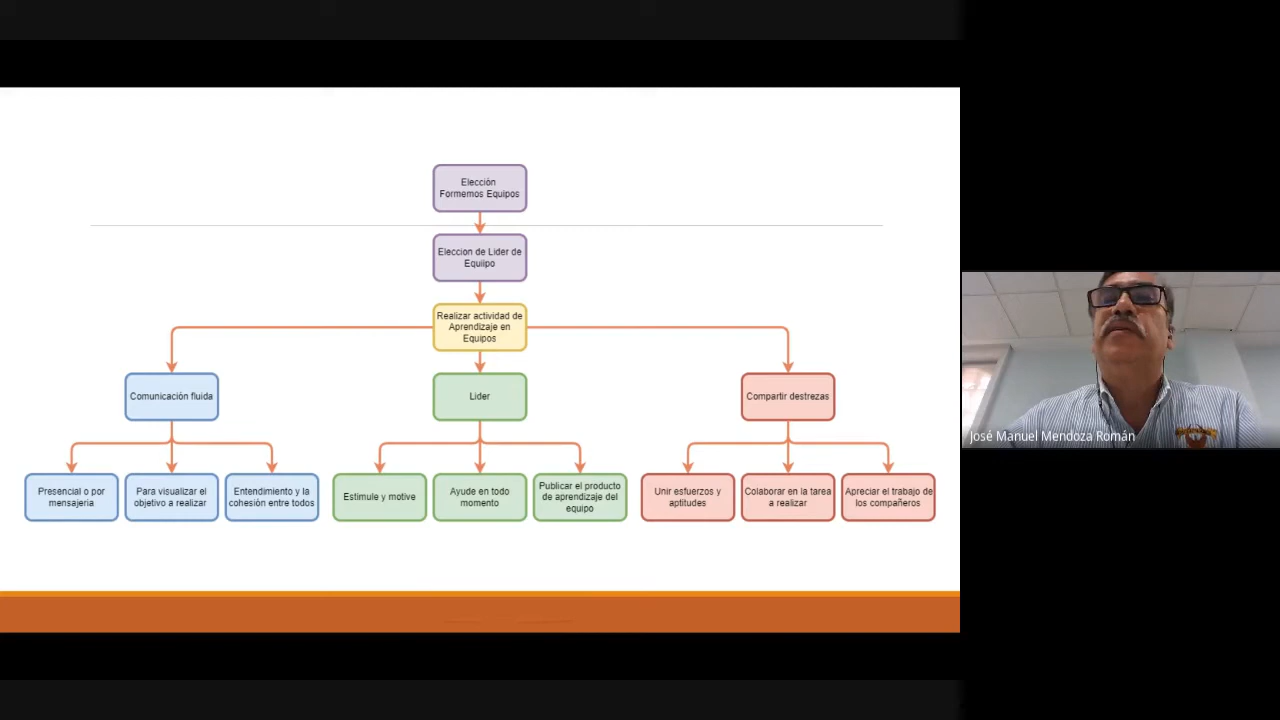 Elección
Formemos Equipos
Eleccion de Lider de
Equiipo
Realizar actividad de
Aprendizaje en
Equipos
Comunicación fluida
Lider
Compartir destrezas
Presencial o por
mensajeria
Para visualizar el
objetivo a realizar
Entendimiento y la
cohesión entre todos
Estimule y motive
Ayude en todo
momento
Publicar el producto
de aprendizaje del
equipo
Unir esfuerzos y
aptitudes
Colaborar en la tarea
a realizar
Apreciar el trabajo de
los compañeros
José Manuel Mendoza Román